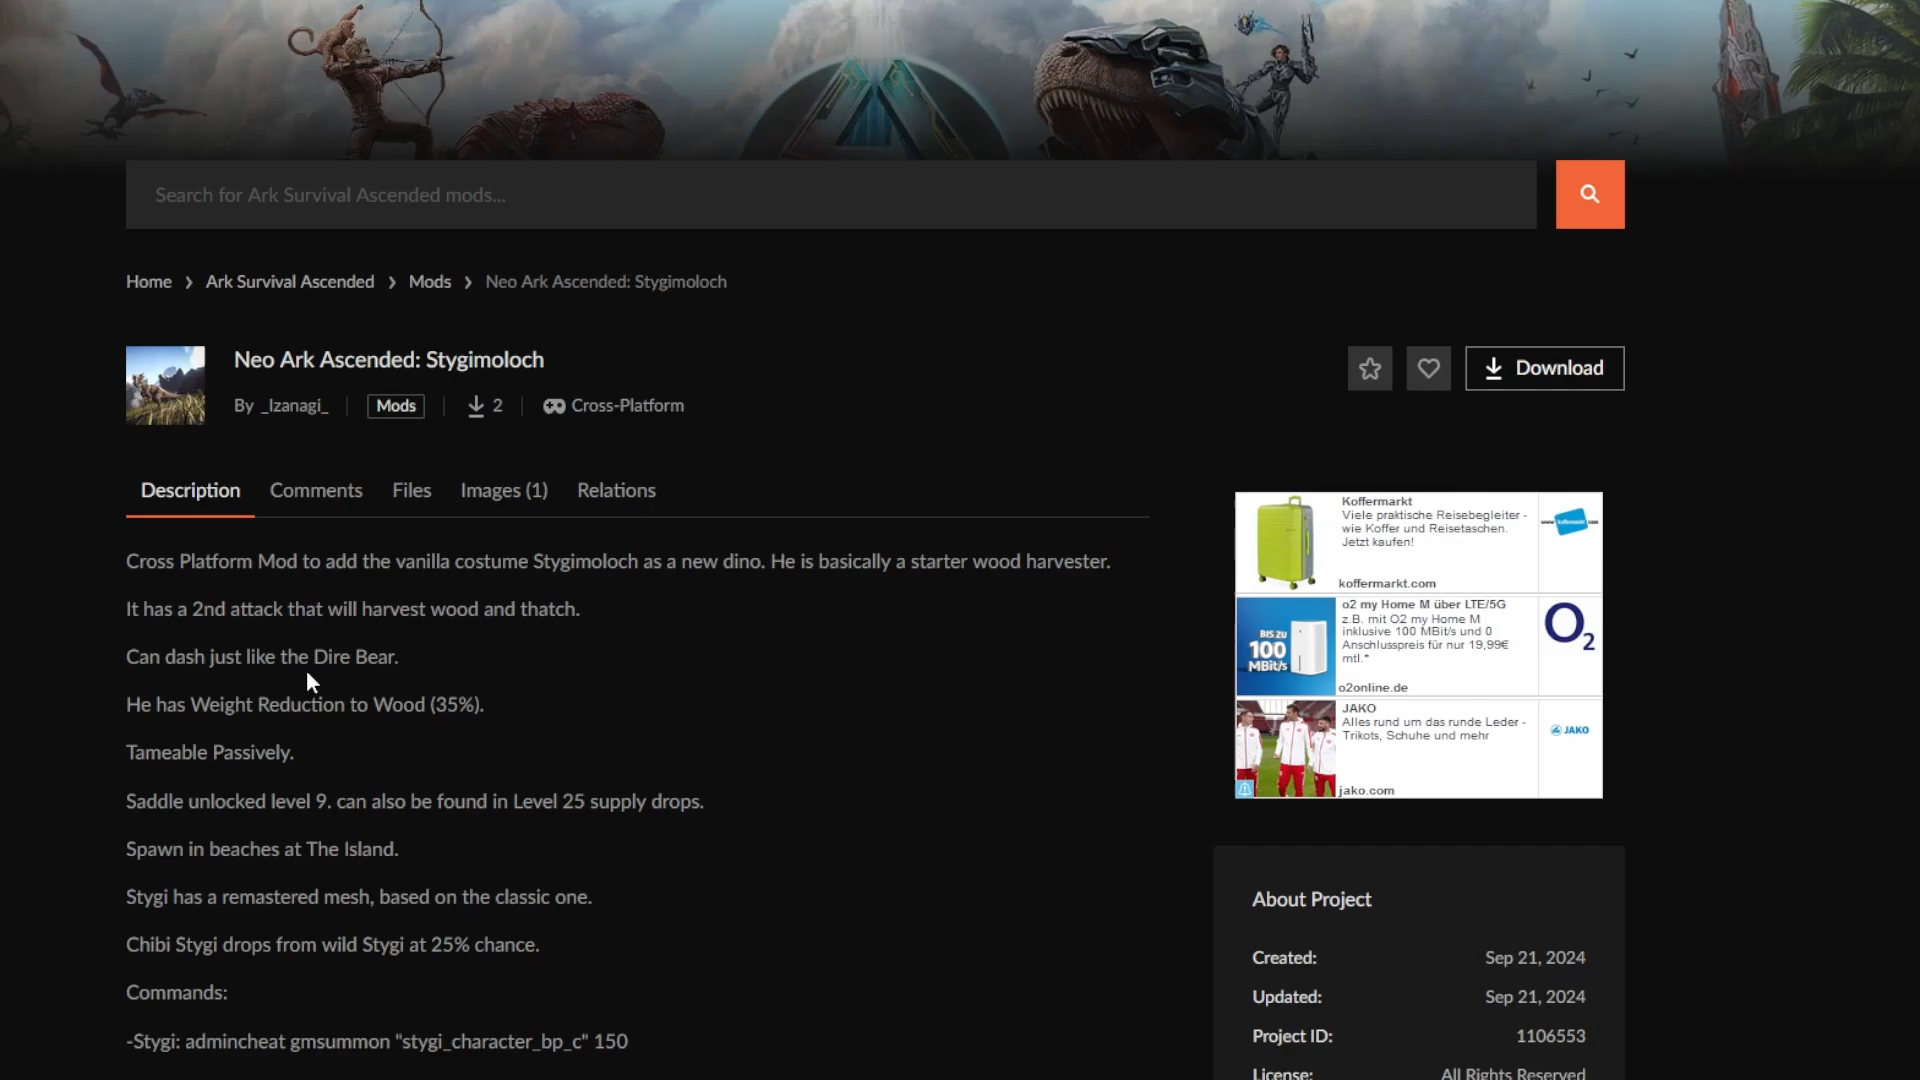 Search for Ark Survival Ascended mods...
Home > Ark Survival Ascended > Mods > Neo Ark Ascended: Stygimoloch
Neo Ark Ascended: Stygimoloch
By _Izanagi_ Mods 2 Cross-Platform
Download
Description Comments Files Images (1) Relations
Cross Platform Mod to add the vanilla costume Stygimoloch as a new dino. He is basically a starter wood harvester.
It has a 2nd attack that will harvest wood and thatch.
Can dash just like the Dire Bear.
He has Weight Reduction to Wood (35%).
Tameable Passively.
Saddle unlocked level 9. can also be found in Level 25 supply drops.
Spawn in beaches at The Island.
Stygi has a remastered mesh, based on the classic one.
Chibi Stygi drops from wild Stygi at 25% chance.
Commands:
-Stygi: admincheat gmsummon "stygi_character_bp_c" 150
Koffermarkt
Viele praktische Reisebegleiter -
wie Koffer und Reisetaschen.
Jetzt kaufen!
koffermarkt.com
BIS ZU
100
MBit/s
o2 my Home M über LTE/5G
z.B. mit O2 my Home M
inklusive 100 MBit/s und 0
Anschlusspreis für nur 19,99€
mtl.*
o2online.de
O2
JAKO
Alles rund um das runde Leder -
Trikots, Schuhe und mehr
jako.com
JAKO
About Project
Created: Sep 21, 2024
Updated: Sep 21, 2024
Project ID: 1106553
License: All Rights Reserved